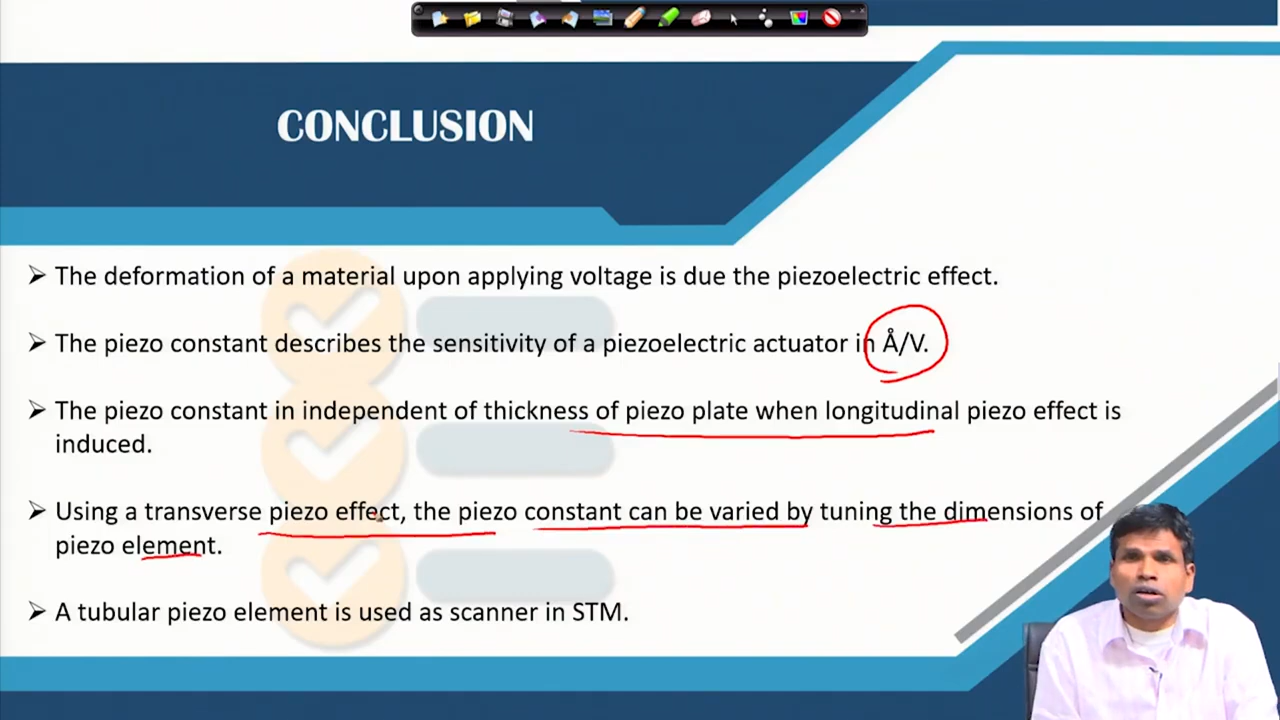 CONCLUSION
➢ The deformation of a material upon applying voltage is due the piezoelectric effect.
➢ The piezo constant describes the sensitivity of a piezoelectric actuator in Å/V.
➢ The piezo constant in independent of thickness of piezo plate when longitudinal piezo effect is
induced.
➢ Using a transverse piezo effect, the piezo constant can be varied by tuning the dimensions of
piezo element.
➢ A tubular piezo element is used as scanner in STM.